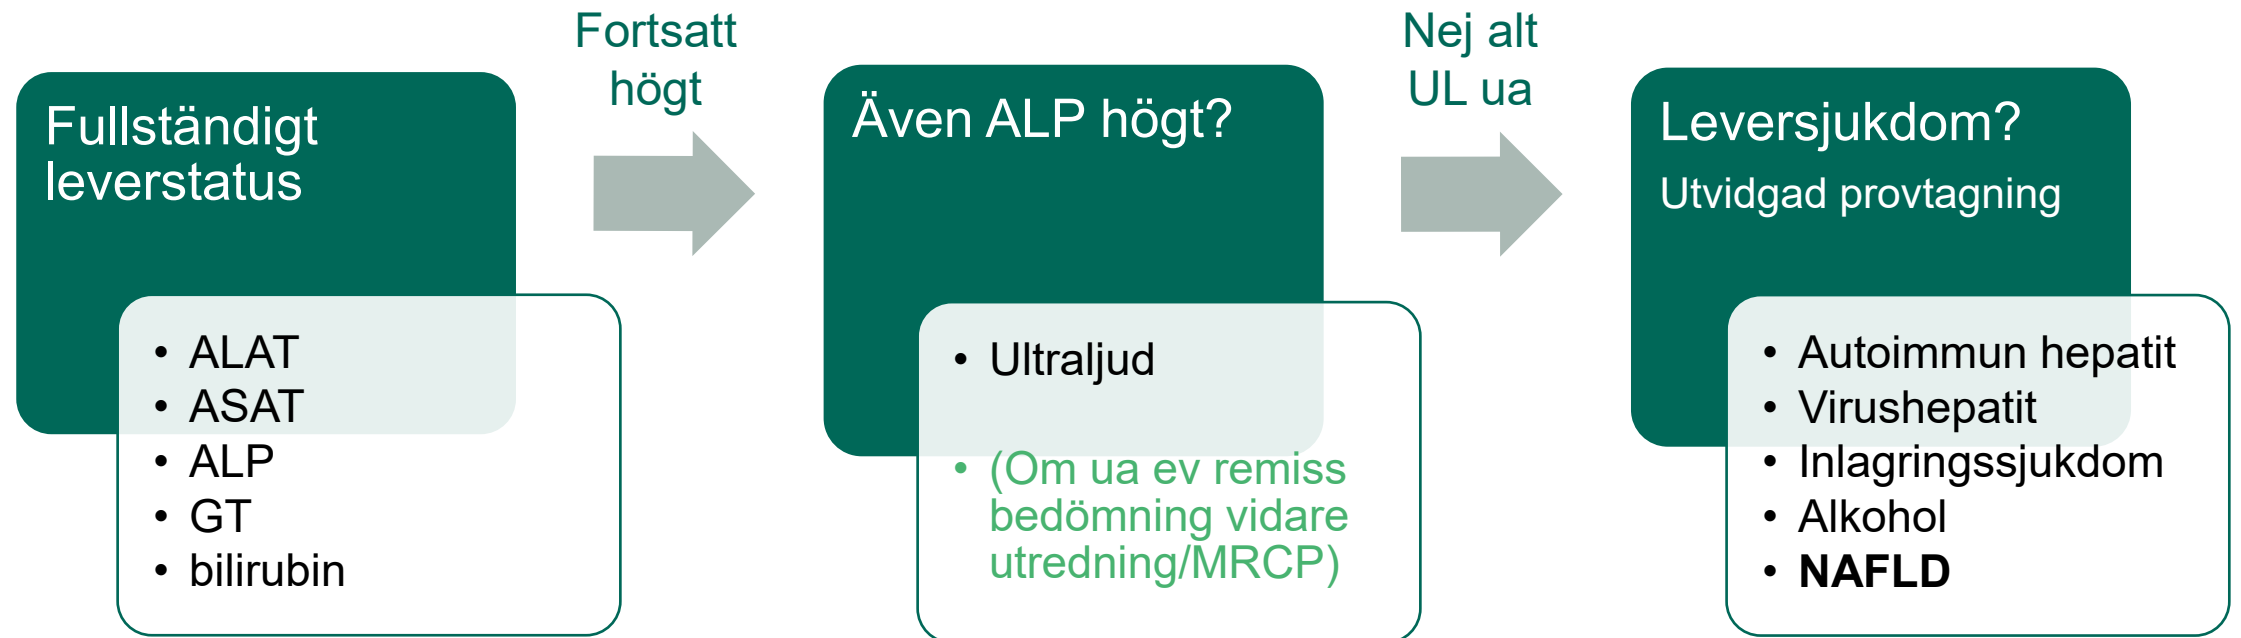 Fullständigt
leverstatus
• ALAT
• ASAT
• ALP
• GT
• bilirubin
Fortsatt
högt
Även ALP högt?
• Ultraljud
• (Om ua ev remiss
bedömning vidare
utredning/MRCP)
Nej alt
UL ua
Leversjukdom?
Utvidgad provtagning
• Autoimmun hepatit
• Virushepatit
• Inlagringssjukdom
• Alkohol
• NAFLD